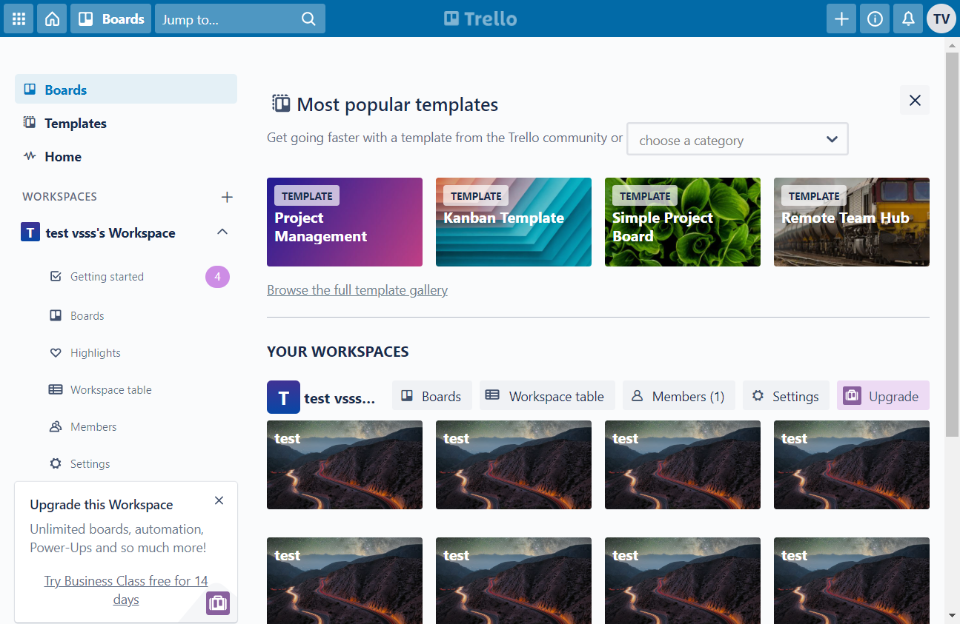 Boards
Jump to...
Trello
TV
Boards
Templates
Home
WORKSPACES
T test vsss's Workspace
Getting started
4
Boards
Highlights
Workspace table
Members
Settings
Upgrade this Workspace
Unlimited boards, automation,
Power-Ups and so much more!
Try Business Class free for 14
days
Most popular templates
Get going faster with a template from the Trello community or
choose a category
TEMPLATE
Project
Management
TEMPLATE
Kanban Template
TEMPLATE
Simple Project
Board
TEMPLATE
Remote Team Hub
Browse the full template gallery
YOUR WORKSPACES
T test vsss...
Boards
Workspace table
Members (1)
Settings
Upgrade
test
test
test
test
test
test
test
test